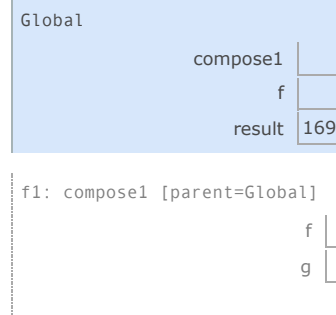 Global
compose1
f
result 169
f1: compose1 [parent=Global]
f
g